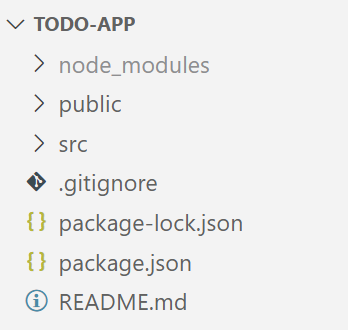 TODO-APP
node_modules
public
src
.gitignore
package-lock.json
package.json
README.md